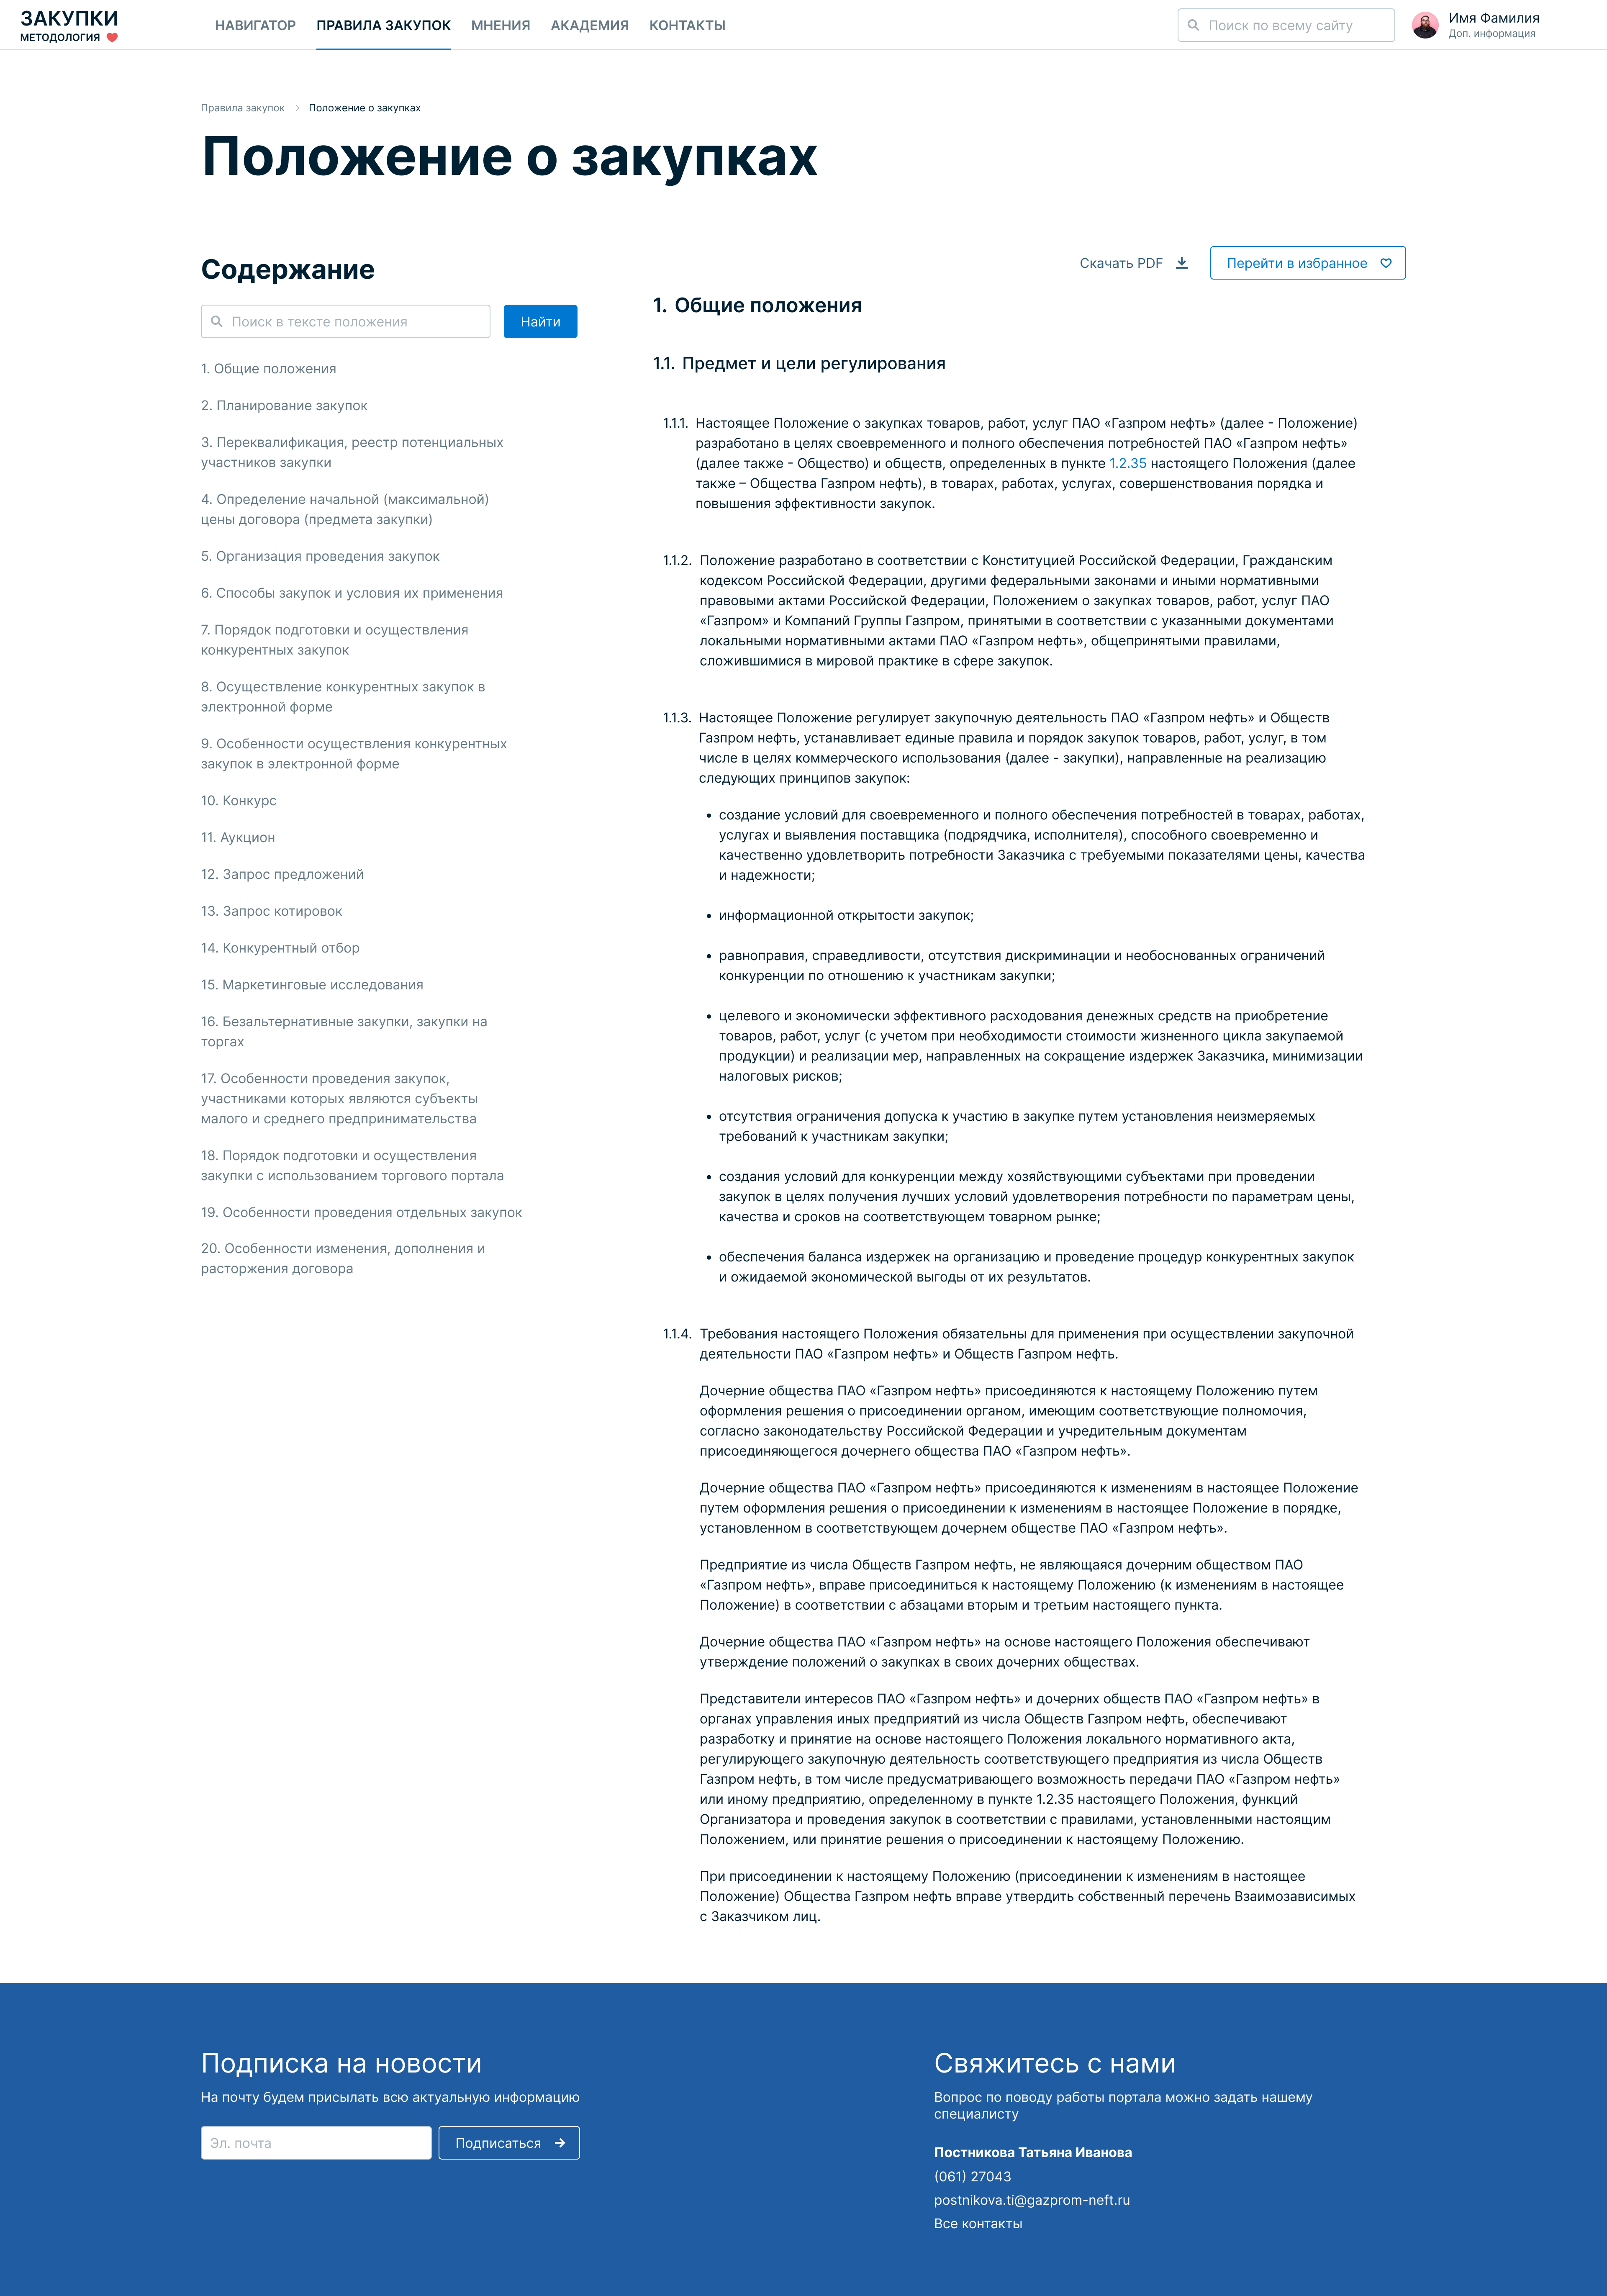 ЗАКУПКИ
МЕТОДОЛОГИЯ
НАВИГАТОР
ПРАВИЛА ЗАКУПОК
МНЕНИЯ
АКАДЕМИЯ
КОНТАКТЫ
Поиск по всему сайту
Имя Фамилия
Доп. информация
Правила закупок
Положение о закупках
Положение о закупках
Содержание
Поиск в тексте положения
Найти
1. Общие положения
2. Планирование закупок
3. Переквалификация, реестр потенциальных
участников закупки
4. Определение начальной (максимальной)
цены договора (предмета закупки)
5. Организация проведения закупок
6. Способы закупок и условия их применения
7. Порядок подготовки и осуществления
конкурентных закупок
8. Осуществление конкурентных закупок в
электронной форме
9. Особенности осуществления конкурентных
закупок в электронной форме
10. Конкурс
11. Аукцион
12. Запрос предложений
13. Запрос котировок
14. Конкурентный отбор
15. Маркетинговые исследования
16. Безальтернативные закупки, закупки на
торгах
17. Особенности проведения закупок,
участниками которых являются субъекты
малого и среднего предпринимательства
18. Порядок подготовки и осуществления
закупки с использованием торгового портала
19. Особенности проведения отдельных закупок
20. Особенности изменения, дополнения и
расторжения договора
Скачать PDF
Перейти в избранное
1. Общие положения
1.1. Предмет и цели регулирования
1.1.1. Настоящее Положение о закупках товаров, работ, услуг ПАО «Газпром нефть» (далее - Положение)
разработано в целях своевременного и полного обеспечения потребностей ПАО «Газпром нефть»
(далее также - Общество) и обществ, определенных в пункте 1.2.35 настоящего Положения (далее
также – Общества Газпром нефть), в товарах, работах, услугах, совершенствования порядка и
повышения эффективности закупок.
1.1.2. Положение разработано в соответствии с Конституцией Российской Федерации, Гражданским
кодексом Российской Федерации, другими федеральными законами и иными нормативными
правовыми актами Российской Федерации, Положением о закупках товаров, работ, услуг ПАО
«Газпром» и Компаний Группы Газпром, принятыми в соответствии с указанными документами
локальными нормативными актами ПАО «Газпром нефть», общепринятыми правилами,
сложившимися в мировой практике в сфере закупок.
1.1.3. Настоящее Положение регулирует закупочную деятельность ПАО «Газпром нефть» и Обществ
Газпром нефть, устанавливает единые правила и порядок закупок товаров, работ, услуг, в том
числе в целях коммерческого использования (далее - закупки), направленные на реализацию
следующих принципов закупок:
• создание условий для своевременного и полного обеспечения потребностей в товарах, работах,
услугах и выявления поставщика (подрядчика, исполнителя), способного своевременно и
качественно удовлетворить потребности Заказчика с требуемыми показателями цены, качества
и надежности;
• информационной открытости закупок;
• равноправия, справедливости, отсутствия дискриминации и необоснованных ограничений
конкуренции по отношению к участникам закупки;
• целевого и экономически эффективного расходования денежных средств на приобретение
товаров, работ, услуг (с учетом при необходимости стоимости жизненного цикла закупаемой
продукции) и реализации мер, направленных на сокращение издержек Заказчика, минимизации
налоговых рисков;
• отсутствия ограничения допуска к участию в закупке путем установления неизмеряемых
требований к участникам закупки;
• создания условий для конкуренции между хозяйствующими субъектами при проведении
закупок в целях получения лучших условий удовлетворения потребности по параметрам цены,
качества и сроков на соответствующем товарном рынке;
• обеспечения баланса издержек на организацию и проведение процедур конкурентных закупок
и ожидаемой экономической выгоды от их результатов.
1.1.4. Требования настоящего Положения обязательны для применения при осуществлении закупочной
деятельности ПАО «Газпром нефть» и Обществ Газпром нефть.
Дочерние общества ПАО «Газпром нефть» присоединяются к настоящему Положению путем
оформления решения о присоединении органом, имеющим соответствующие полномочия,
согласно законодательству Российской Федерации и учредительным документам
присоединяющегося дочернего общества ПАО «Газпром нефть».
Дочерние общества ПАО «Газпром нефть» присоединяются к изменениям в настоящее Положение
путем оформления решения о присоединении к изменениям в настоящее Положение в порядке,
установленном в соответствующем дочернем обществе ПАО «Газпром нефть».
Предприятие из числа Обществ Газпром нефть, не являющаяся дочерним обществом ПАО
«Газпром нефть», вправе присоединиться к настоящему Положению (к изменениям в настоящее
Положение) в соответствии с абзацами вторым и третьим настоящего пункта.
Дочерние общества ПАО «Газпром нефть» на основе настоящего Положения обеспечивают
утверждение положений о закупках в своих дочерних обществах.
Представители интересов ПАО «Газпром нефть» и дочерних обществ ПАО «Газпром нефть» в
органах управления иных предприятий из числа Обществ Газпром нефть, обеспечивают
разработку и принятие на основе настоящего Положения локального нормативного акта,
регулирующего закупочную деятельность соответствующего предприятия из числа Обществ
Газпром нефть, в том числе предусматривающего возможность передачи ПАО «Газпром нефть»
или иному предприятию, определенному в пункте 1.2.35 настоящего Положения, функций
Организатора и проведения закупок в соответствии с правилами, установленными настоящим
Положением, или принятие решения о присоединении к настоящему Положению.
При присоединении к настоящему Положению (присоединении к изменениям в настоящее
Положение) Общества Газпром нефть вправе утвердить собственный перечень Взаимозависимых
с Заказчиком лиц.
Подписка на новости
На почту будем присылать всю актуальную информацию
Эл. почта
Подписаться
Свяжитесь с нами
Вопрос по поводу работы портала можно задать нашему
специалисту
Постникова Татьяна Иванова
(061) 27043
postnikova.ti@gazprom-neft.ru
Все контакты